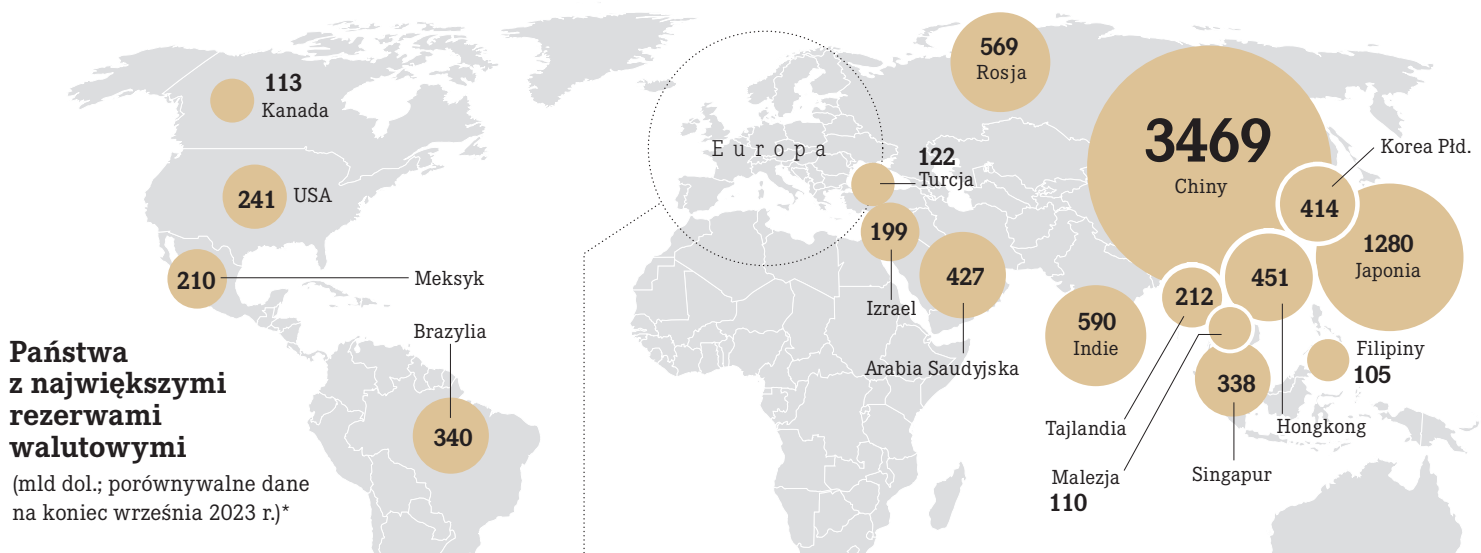 113
Kanada
241 USA
210
Meksyk
Brazylia
340
Państwa
z największymi
rezerwami
walutowymi
(mld dol.; porównywalne dane
na koniec września 2023 r.)*
Europa
122
Turcja
199
Izrael
427
Arabia Saudyjska
569
Rosja
3469
Chiny
Korea Płd.
414
1280
Japonia
451
Hongkong
212
Tajlandia
590
Indie
Malezja
110
338
Singapur
Filipiny
105